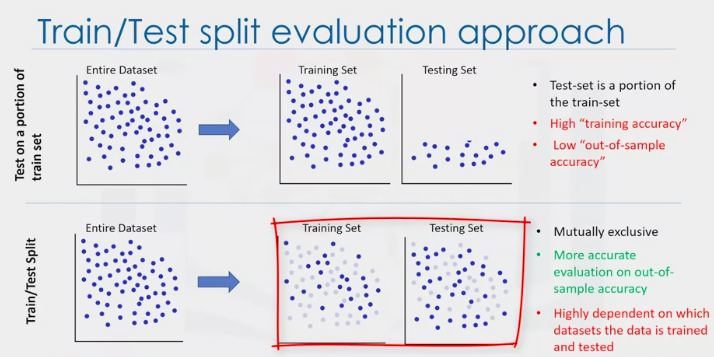 Train/Test split evaluation approach
Test on a portion of
train set
Entire Dataset
Training Set
Testing Set
• Test-set is a portion of
the train-set
• High “training accuracy”
• Low “out-of-sample
accuracy”
Train/Test Split
Entire Dataset
Training Set
Testing Set
• Mutually exclusive
• More accurate
evaluation on out-of-
sample accuracy
• Highly dependent on which
datasets the data is trained
and tested